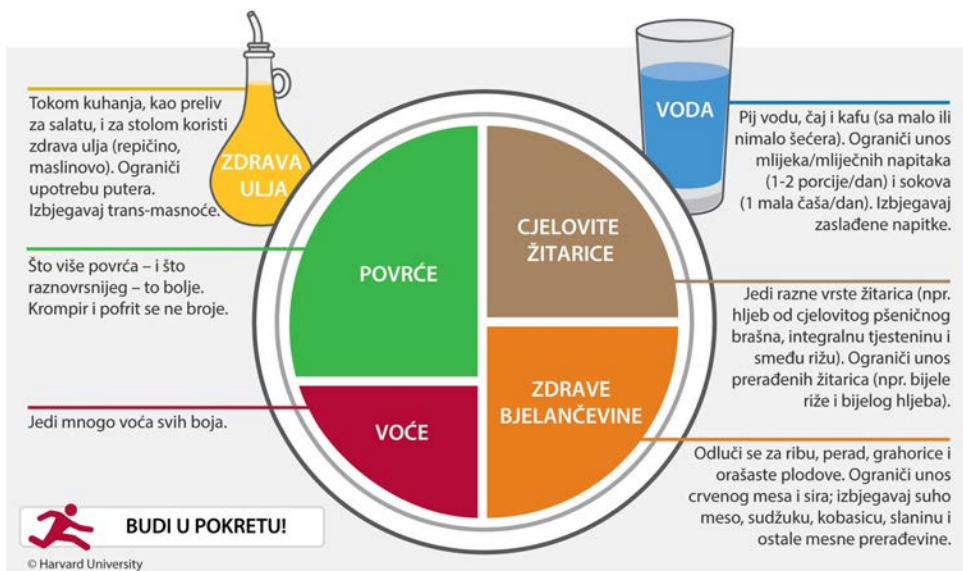 Tokom kuhanja, kao preliv
za salatu, i za stolom koristi
zdrava ulja (repičino,
maslinovo). Ograniči
upotrebu putera.
Izbjegavaj trans-masnoće.
ZDRAVA
ULJA
VODA
Pij vodu, čaj i kafu (sa malo ili
nimalo šećera). Ograniči unos
mlijeka/mliječnih napitaka
(1-2 porcije/dan) i sokova
(1 mala čaša/dan). Izbjegavaj
zaslađene napitke.
Što više povrća – i što
raznovrsnijeg – to bolje.
Krompir i pofrit se ne broje.
POVRĆE
CJELOVITE
ŽITARICE
Jedi razne vrste žitarica (npr.
hljeb od cjelovitog pšeničnog
brašna, integralnu tjesteninu i
smeđu rižu). Ograniči unos
prerađenih žitarica (npr. bijele
riže i bijelog hljeba).
Jedi mnogo voća svih boja.
VOĆE
ZDRAVE
BJELANČEVINE
Odluči se za ribu, perad, grahorice i
orašaste plodove. Ograniči unos
crvenog mesa i sira; izbjegavaj suho
meso, sudžuku, kobasicu, slaninu i
ostale mesne prerađevine.
BUDI U POKRETU!
© Harvard University